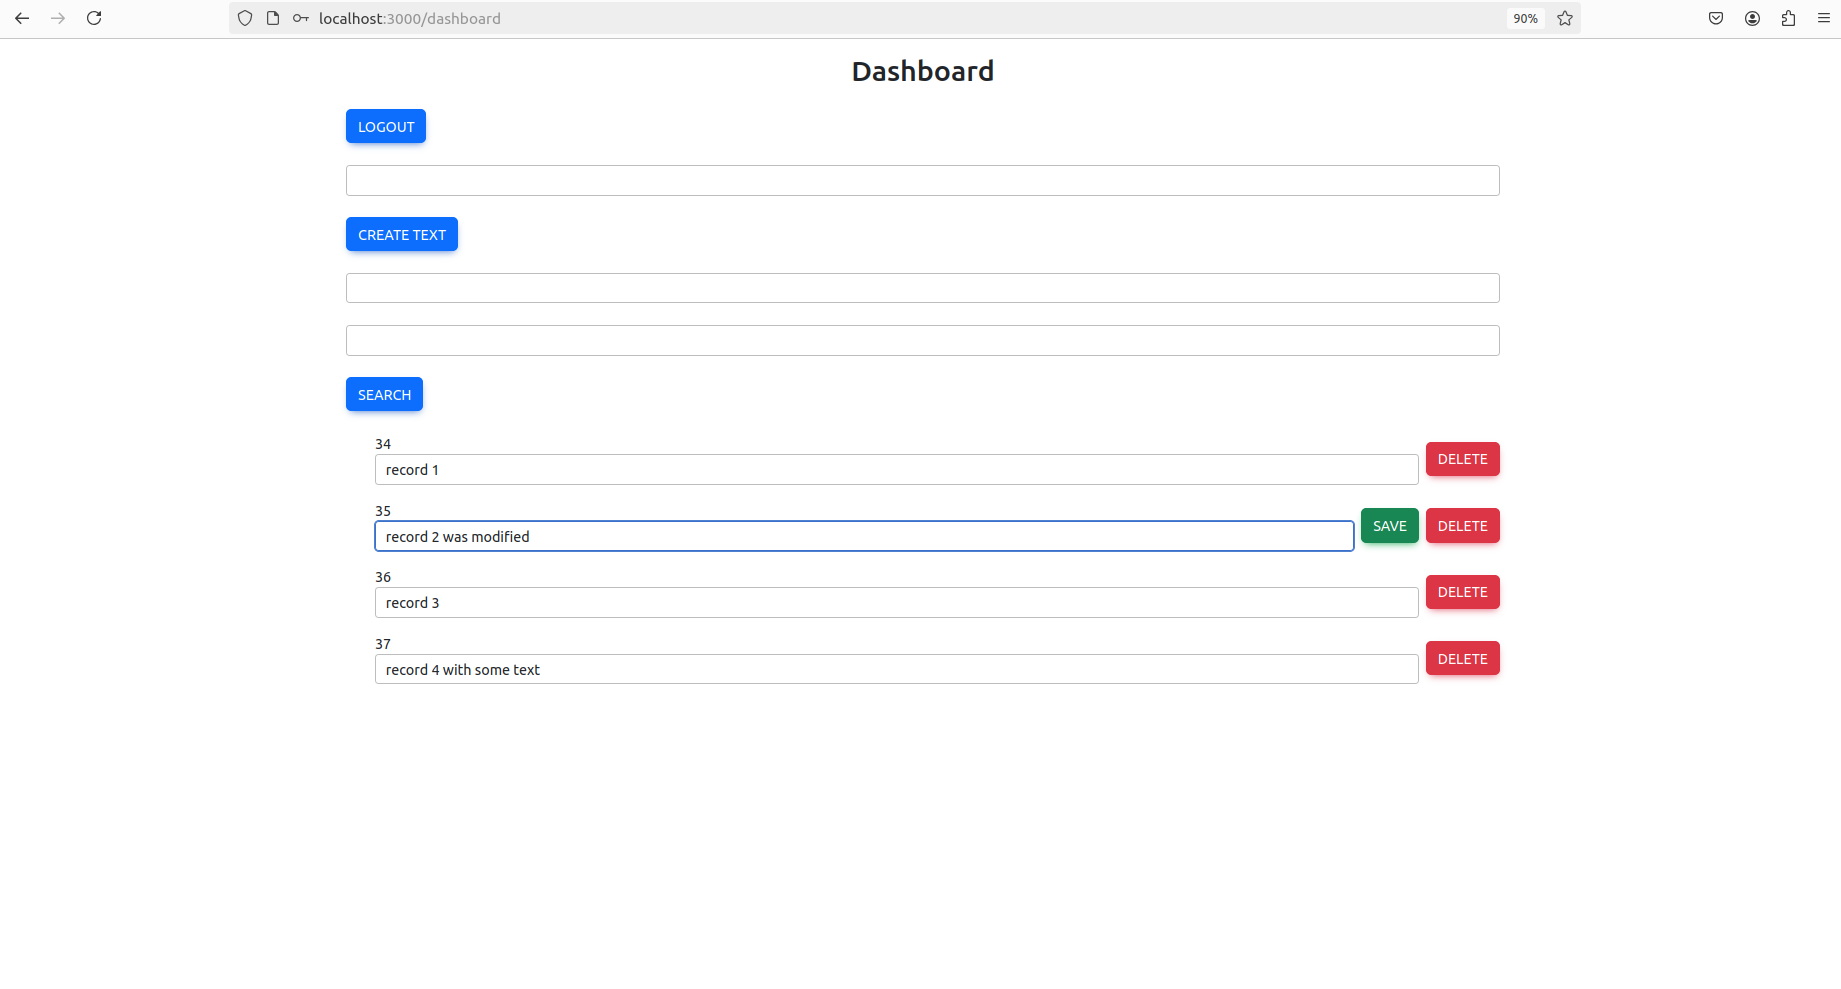 localhost:3000/dashboard 90%
Dashboard
LOGOUT
CREATE TEXT
SEARCH
34
record 1 DELETE
35
record 2 was modified SAVE DELETE
36
record 3 DELETE
37
record 4 with some text DELETE